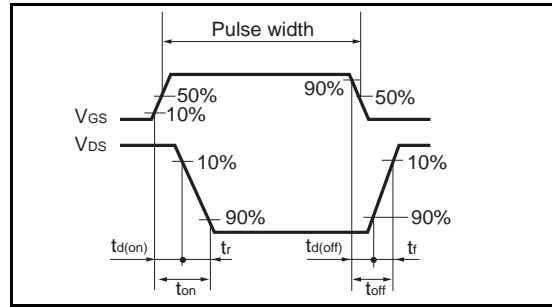 Pulse width
90%
50%
50%
10%
VGS
VDS
10%
10%
90%
90%
td(on)
tr
td(off)
tf
ton
toff